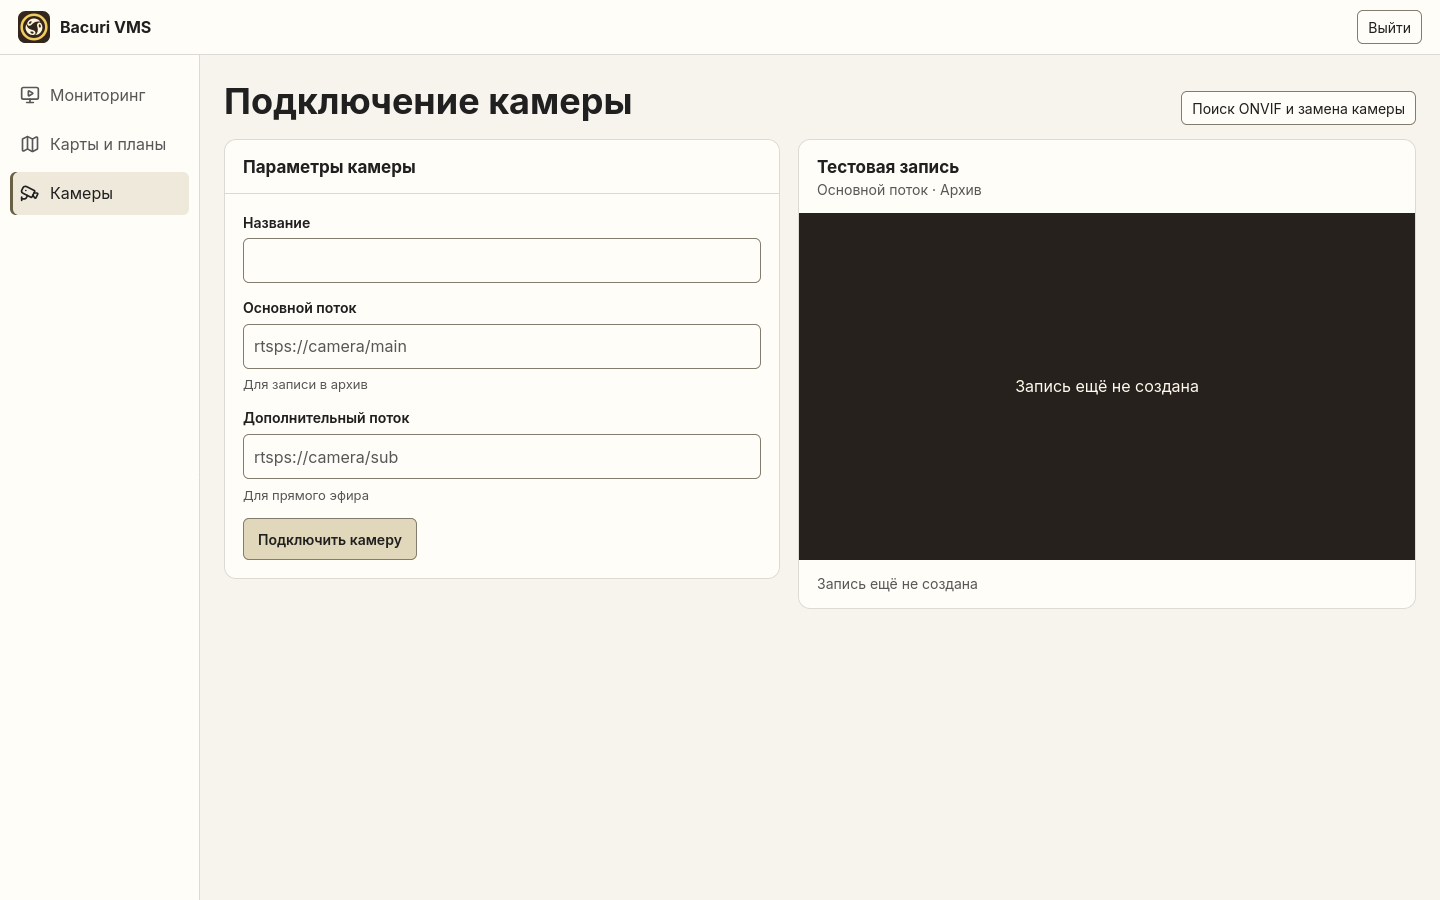 Bacuri VMS
Выйти
Мониторинг
Карты и планы
Камеры
Подключение камеры
Поиск ONVIF и замена камеры
Параметры камеры
Название
Основной поток
rtsps://camera/main
Для записи в архив
Дополнительный поток
rtsps://camera/sub
Для прямого эфира
Подключить камеру
Тестовая запись
Основной поток · Архив
Запись ещё не создана
Запись ещё не создана